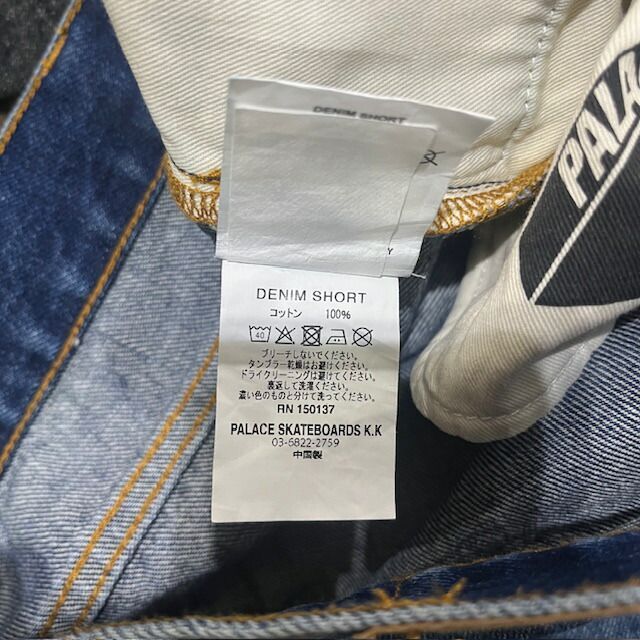 DENIM SHORT
Y
PALA
DENIM SHORT
コットン 100%
40
ブリーチしないでください。
タンブラー乾燥はお避けください。
ドライクリーニングは避けてください。
裏返して洗濯ください。
濃い色のものと分けて洗ってください。
RN 150137
PALACE SKATEBOARDS K.K
03-6822-2759
中国製